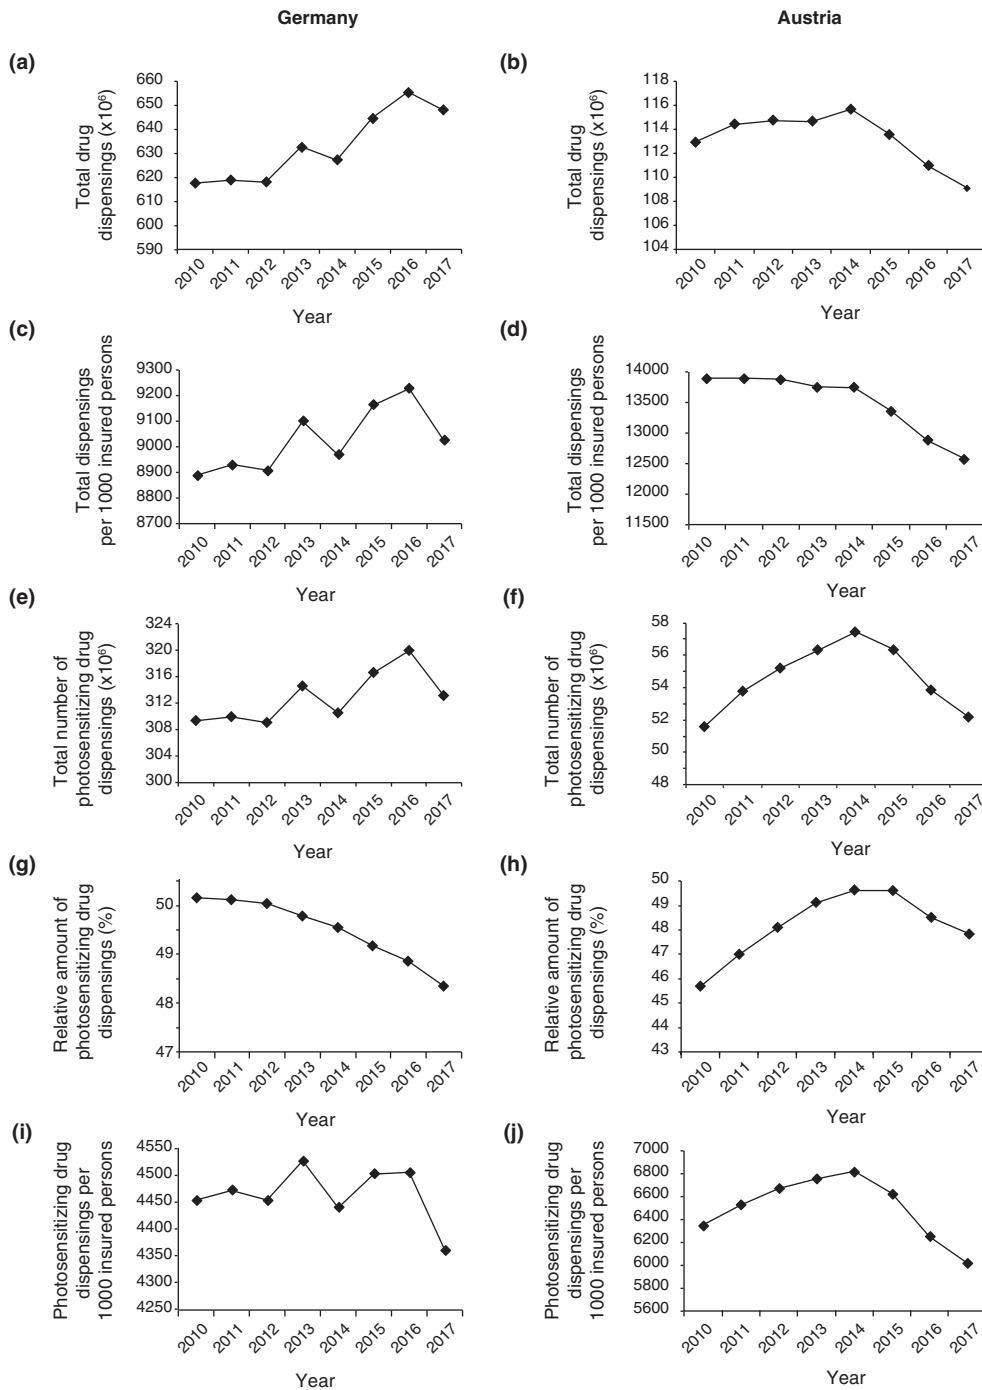 Germany
Austria
(a)
Total drug
dispensings (x10⁶)
660
650
640
630
620
610
600
590
2010 2011 2012 2013 2014 2015 2016 2017
Year
(b)
Total drug
dispensings (x10⁶)
118
116
114
112
110
108
106
104
2010 2011 2012 2013 2014 2015 2016 2017
Year
(c)
Total dispensings
per 1000 insured persons
9300
9200
9100
9000
8900
8800
8700
2010 2011 2012 2013 2014 2015 2016 2017
Year
(d)
Total dispensings
per 1000 insured persons
14000
13500
13000
12500
12000
11500
2010 2011 2012 2013 2014 2015 2016 2017
Year
(e)
Total number of
photosensitizing drug
dispensings (x10⁶)
324
320
316
312
308
304
300
2010 2011 2012 2013 2014 2015 2016 2017
Year
(f)
Total number of
photosensitizing drug
dispensings (x10⁶)
58
56
54
52
50
48
2010 2011 2012 2013 2014 2015 2016 2017
Year
(g)
Relative amount of
photosensitizing drug
dispensings (%)
50
49
48
47
2010 2011 2012 2013 2014 2015 2016 2017
Year
(h)
Relative amount of
photosensitizing drug
dispensings (%)
50
49
48
47
46
45
44
43
2010 2011 2012 2013 2014 2015 2016 2017
Year
(i)
Photosensitizing drug
dispensings per
1000 insured persons
4550
4500
4450
4400
4350
4300
4250
2010 2011 2012 2013 2014 2015 2016 2017
Year
(j)
Photosensitizing drug
dispensings per
1000 insured persons
7000
6800
6600
6400
6200
6000
5800
5600
2010 2011 2012 2013 2014 2015 2016 2017
Year